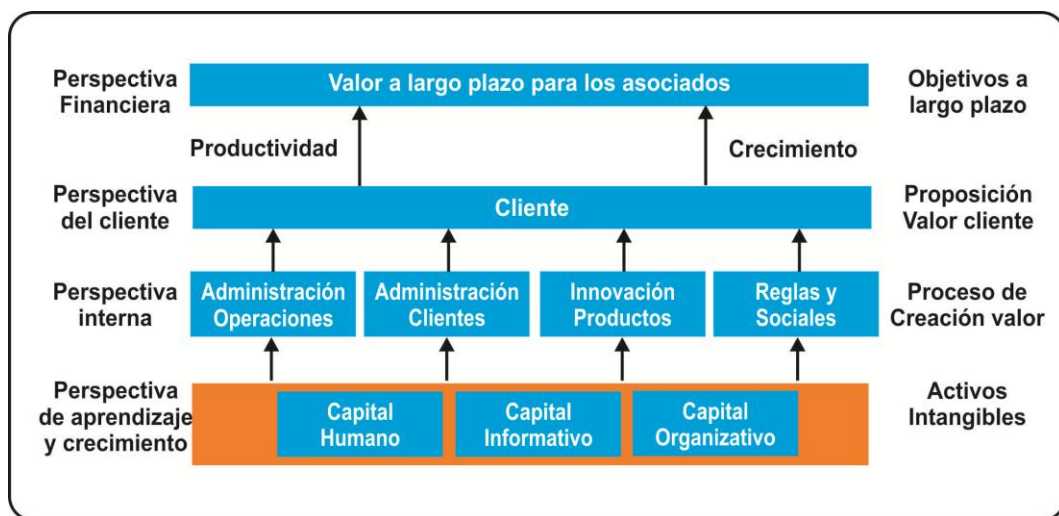 Perspectiva
Financiera
Valor a largo plazo para los asociados
Objetivos a
largo plazo
Productividad
Crecimiento
Perspectiva
del cliente
Cliente
Proposición
Valor cliente
Perspectiva
interna
Administración
Operaciones
Administración
Clientes
Innovación
Productos
Reglas y
Sociales
Proceso de
Creación valor
Perspectiva
de aprendizaje
y crecimiento
Capital
Humano
Capital
Informativo
Capital
Organizativo
Activos
Intangibles